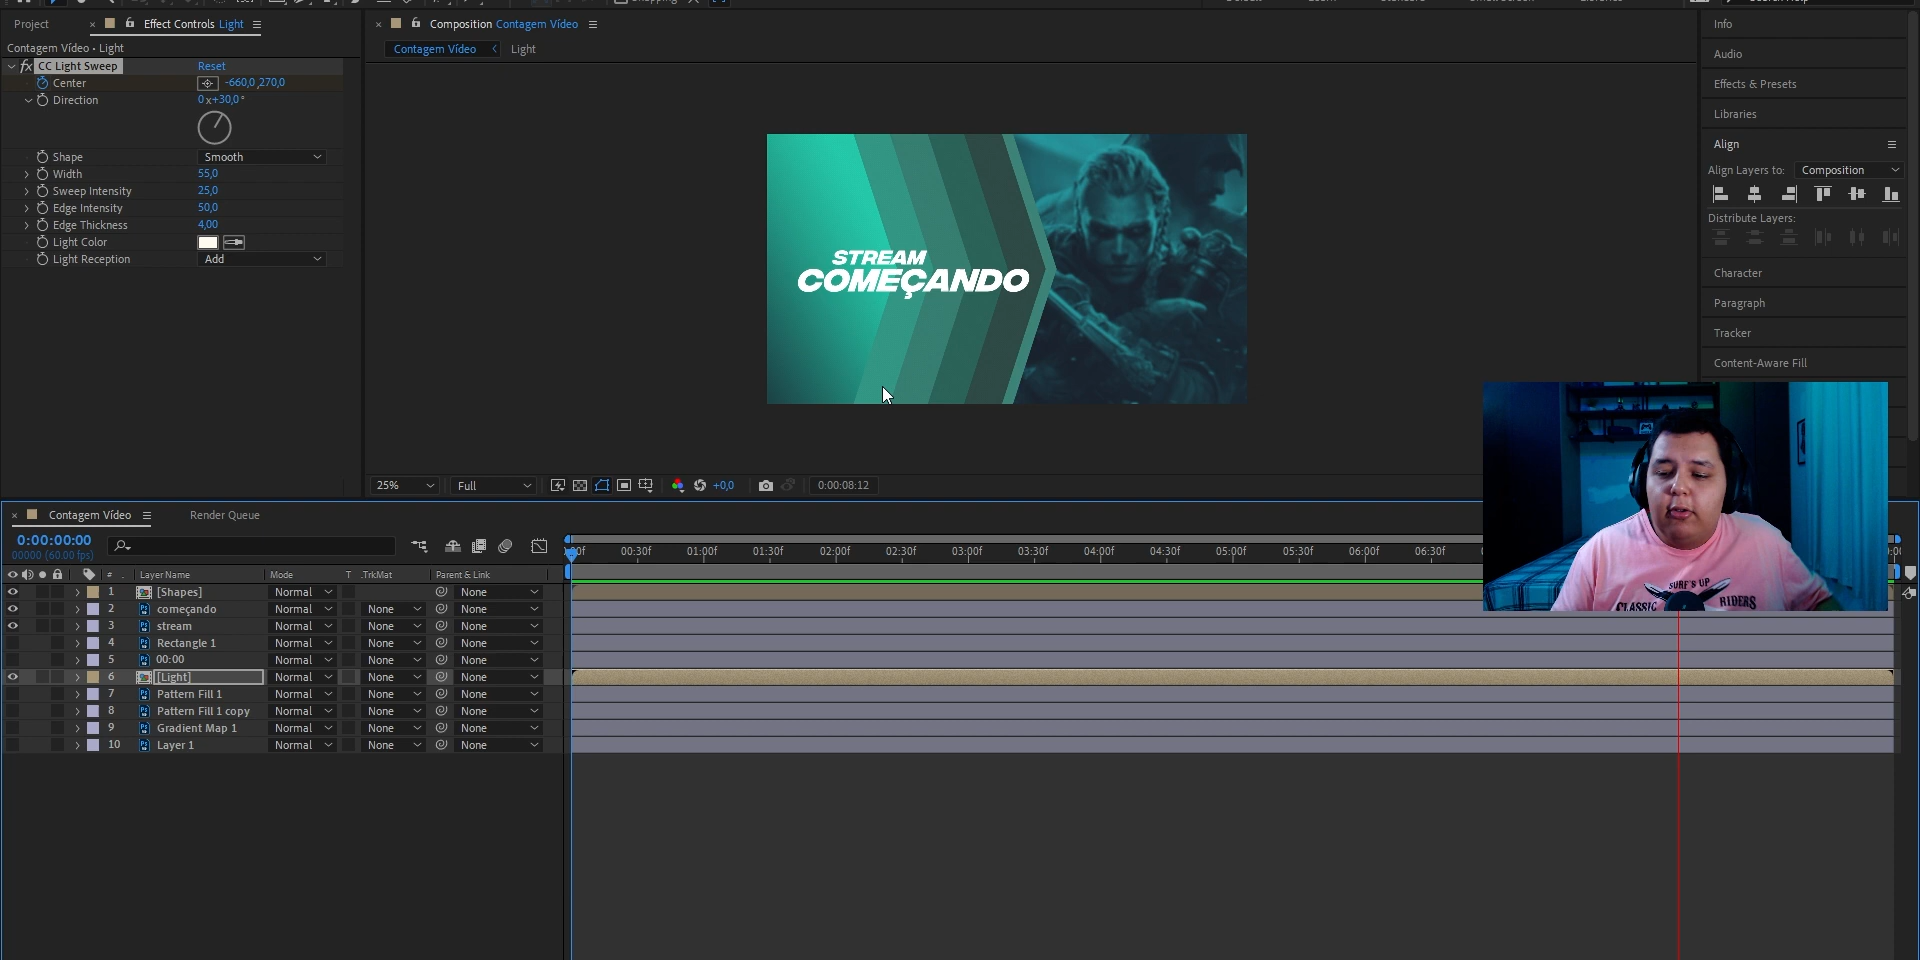 Snapping
Project
Effect Controls Light
Composition Contagem Vídeo
Info
Contagem Vídeo • Light
Contagem Vídeo
Light
Audio
fx CC Light Sweep Reset
Center -660,0,270,0
Direction 0x+30,0°
Effects & Presets
Libraries
Align
Shape Smooth
Width 55,0
Align Layers to: Composition
Sweep Intensity 25,0
Edge Intensity 50,0
Distribute Layers:
Edge Thickness 4,00
Light Color
Light Reception Add
STREAM
COMEÇANDO
Character
Paragraph
Tracker
Content-Aware Fill
25% Full +0,0 0:00:08:12
Contagem Vídeo
Render Queue
0:00:00:00
00000 (60.00 fps)
00:30f 01:00f 01:30f 02:00f 02:30f 03:00f 03:30f 04:00f 04:30f 05:00f 05:30f 06:00f 06:30f
# Layer Name Mode T .TrkMat Parent & Link
1 [Shapes] Normal None
2 começando Normal None None
3 stream Normal None None
4 Rectangle 1 Normal None None
5 00:00 Normal None None
6 [Light] Normal None None
7 Pattern Fill 1 Normal None None
8 Pattern Fill 1 copy Normal None None
9 Gradient Map 1 Normal None None
10 Layer 1 Normal None None
SURF'S UP
CLASSIC RIDERS